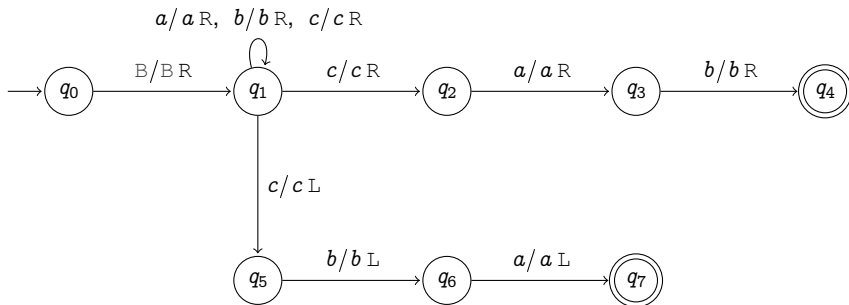 a/a R, b/b R, c/c R
q0 B/B R q1 c/c R q2 a/a R q3 b/b R q4
c/c L
q5 b/b L q6 a/a L q7